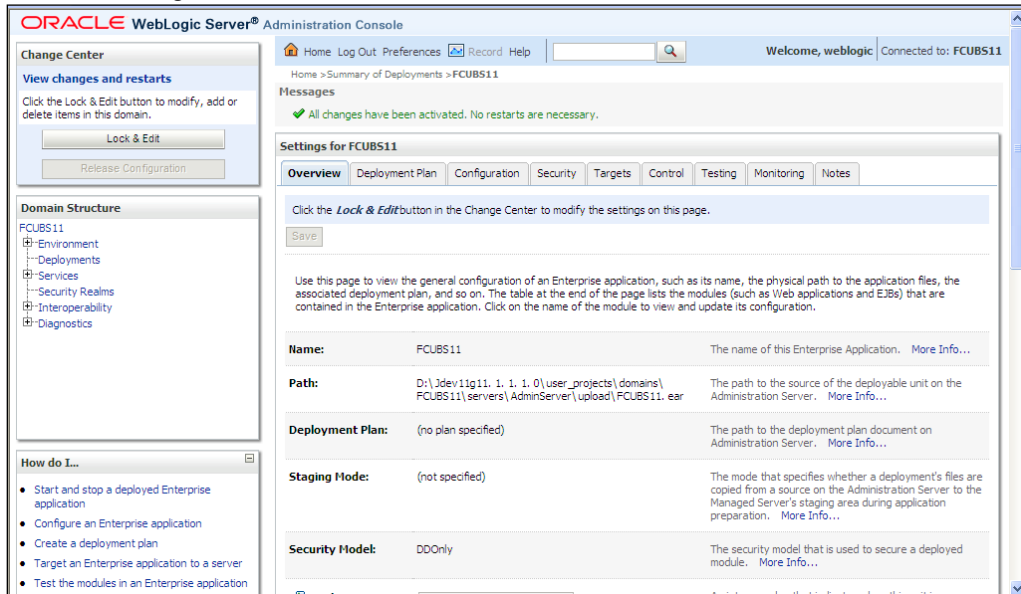 ORACLE WebLogic Server® Administration Console
Change Center
View changes and restarts
Click the Lock & Edit button to modify, add or
delete items in this domain.
Lock & Edit
Release Configuration
Domain Structure
FCUBS11
Environment
Deployments
Services
Security Realms
Interoperability
Diagnostics
How do I...
Start and stop a deployed Enterprise
application
Configure an Enterprise application
Create a deployment plan
Target an Enterprise application to a server
Test the modules in an Enterprise application
Home Log Out Preferences Record Help
Welcome, weblogic Connected to: FCUBS11
Home >Summary of Deployments >FCUBS11
Messages
All changes have been activated. No restarts are necessary.
Settings for FCUBS11
Overview Deployment Plan Configuration Security Targets Control Testing Monitoring Notes
Click the Lock & Edit button in the Change Center to modify the settings on this page.
Save
Use this page to view the general configuration of an Enterprise application, such as its name, the physical path to the application files, the
associated deployment plan, and so on. The table at the end of the page lists the modules (such as Web applications and EJBs) that are
contained in the Enterprise application. Click on the name of the module to view and update its configuration.
Name: FCUBS11 The name of this Enterprise Application. More Info...
Path: D:\Jdev11g11. 1. 1. 1. 0\user_projects\domains\ The path to the source of the deployable unit on the
FCUBS11\servers\AdminServer\upload\FCUBS11. ear Administration Server. More Info...
Deployment Plan: (no plan specified) The path to the deployment plan document on
Administration Server. More Info...
Staging Mode: (not specified) The mode that specifies whether a deployment's files are
copied from a source on the Administration Server to the
Managed Server's staging area during application
preparation. More Info...
Security Model: DDOnly The security model that is used to secure a deployed
module. More Info...